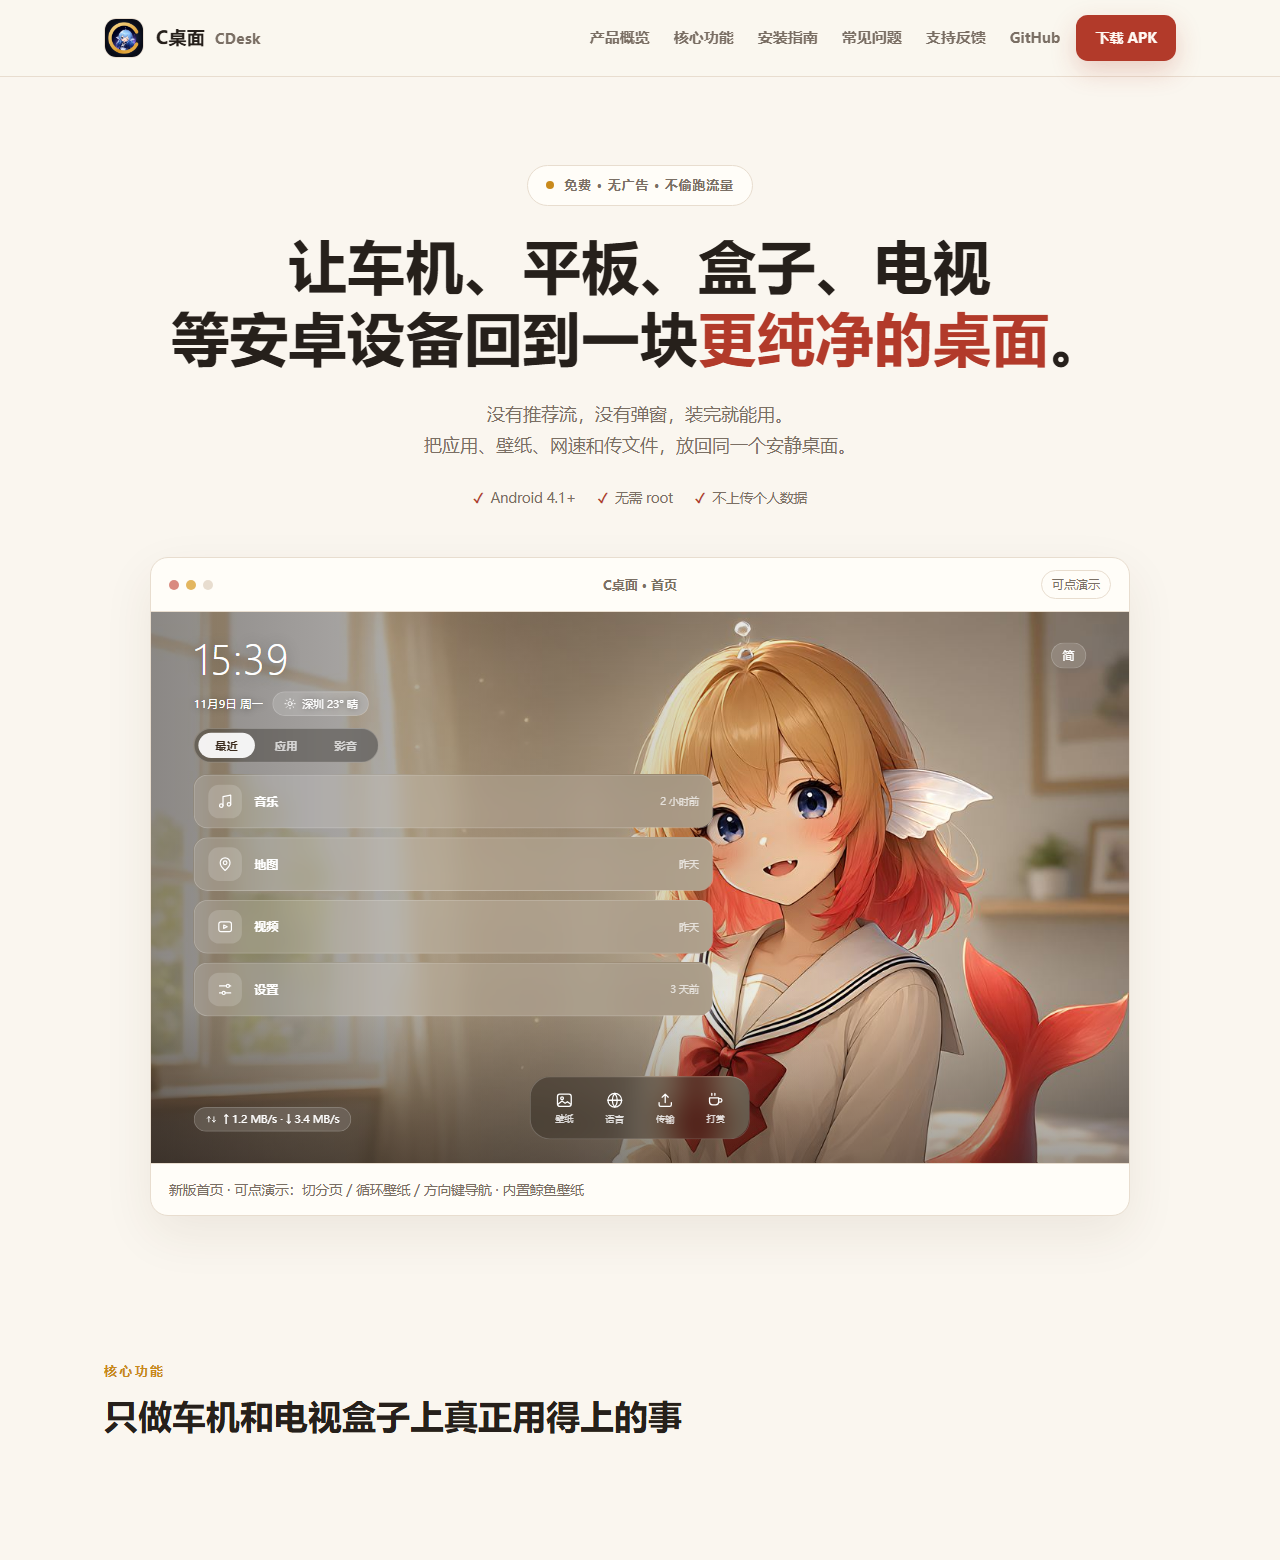 C桌面 CDesk 产品概览 核心功能 安装指南 常见问题 支持反馈 GitHub 下载 APK
免费 • 无广告 • 不偷跑流量
让车机、平板、盒子、电视
等安卓设备回到一块更纯净的桌面。
没有推荐流，没有弹窗，装完就能用。
把应用、壁纸、网速和传文件，放回同一个安静桌面。
✓ Android 4.1+ ✓ 无需 root ✓ 不上传个人数据
C桌面 • 首页 可点演示
15:39 简
11月9日 周一 深圳 23° 晴
最近 应用 影音
音乐 2 小时前
地图 昨天
视频 昨天
设置 3 天前
↑ 1.2 MB/s · ↓ 3.4 MB/s
壁纸 语言 传输 打赏
新版首页 · 可点演示：切分页 / 循环壁纸 / 方向键导航 · 内置鲸鱼壁纸
核心功能
只做车机和电视盒子上真正用得上的事